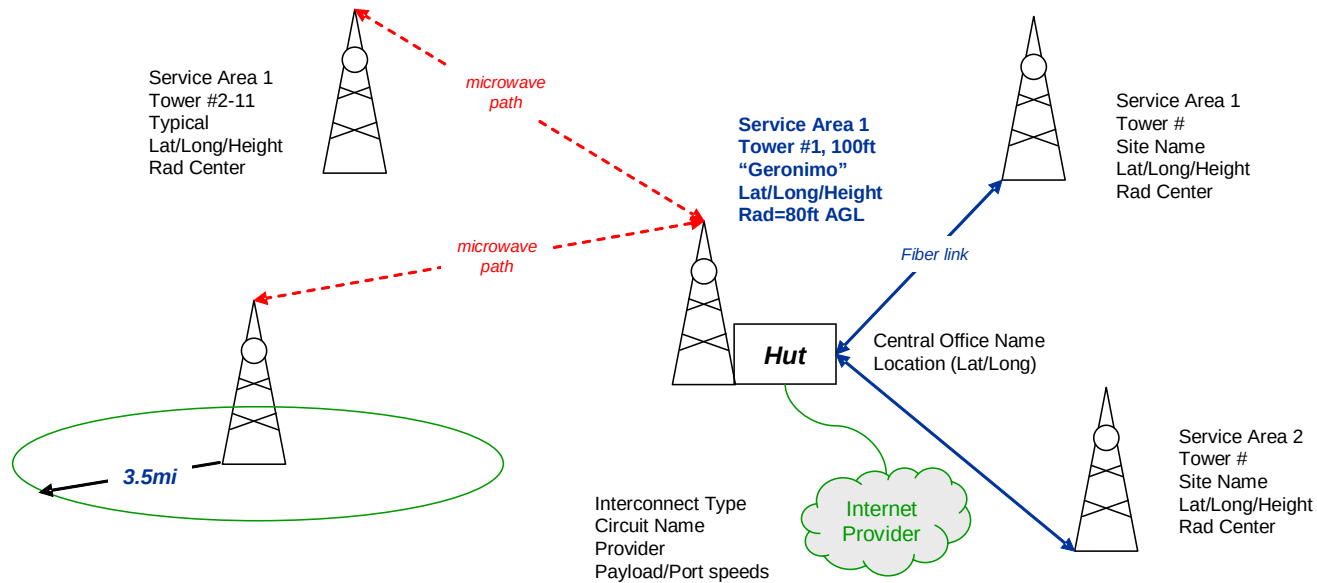 Service Area 1
Tower #2-11
Typical
Lat/Long/Height
Rad Center
microwave
path
Service Area 1
Tower #1, 100ft
“Geronimo”
Lat/Long/Height
Rad=80ft AGL
Service Area 1
Tower #
Site Name
Lat/Long/Height
Rad Center
microwave
path
Fiber link
Hut
Central Office Name
Location (Lat/Long)
3.5mi
Service Area 2
Tower #
Site Name
Lat/Long/Height
Rad Center
Interconnect Type
Circuit Name
Provider
Payload/Port speeds
Internet
Provider